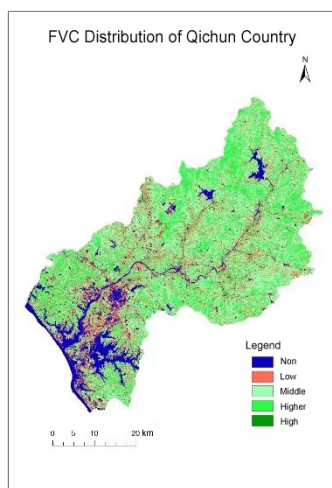 FVC Distribution of Qichun Country
N
Legend
Non
Low
Middle
Higher
High
0 5 10 20 km